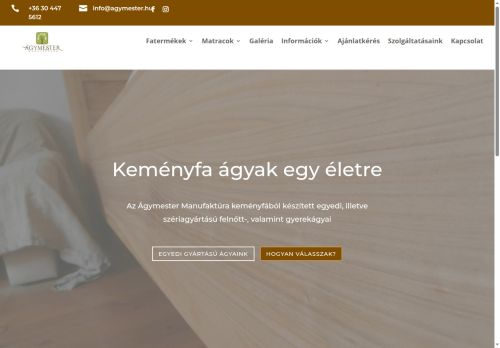 +36 30 447
5612
info@agymester.hu
ÁGYMESTER
Fatermékek
Matracok
Galéria
Információk
Ajánlatkérés
Szolgáltatásaink
Kapcsolat
Keményfa ágyak egy életre
Az Ágymester Manufaktúra keményfából készített egyedi, illetve
szériagyártású felnőtt-, valamint gyerekágyai
EGYEDI GYÁRTÁSÚ ÁGYAINK
HOGYAN VÁLASSZAK?